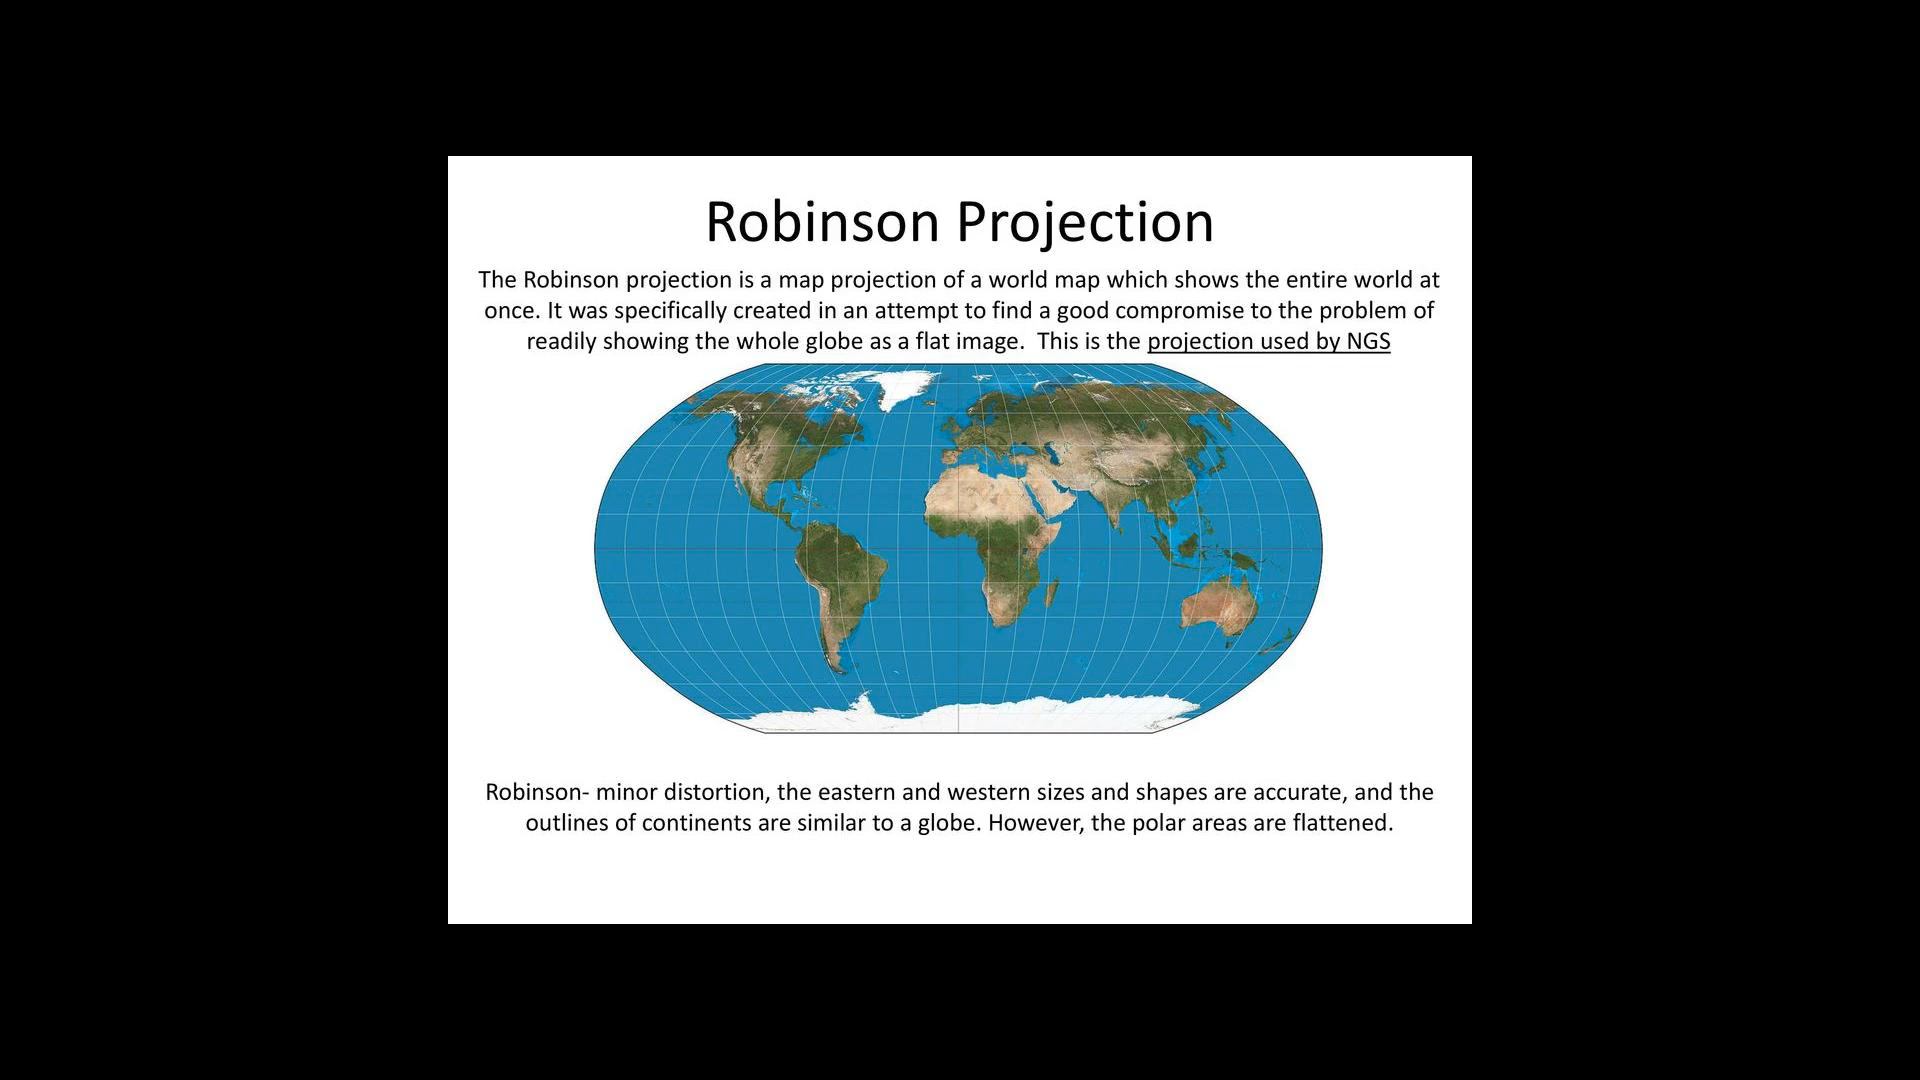 Robinson Projection
The Robinson projection is a map projection of a world map which shows the entire world at
once. It was specifically created in an attempt to find a good compromise to the problem of
readily showing the whole globe as a flat image.  This is the projection used by NGS
Robinson- minor distortion, the eastern and western sizes and shapes are accurate, and the
outlines of continents are similar to a globe. However, the polar areas are flattened.